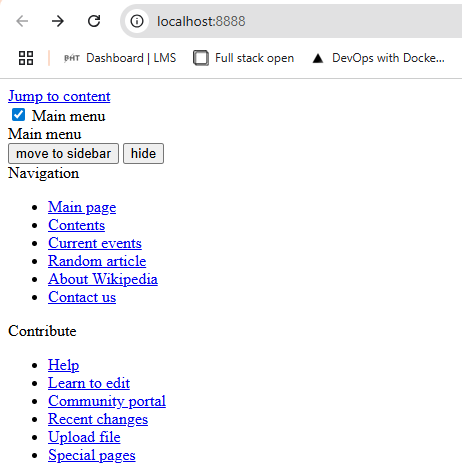 localhost:8888
Dashboard | LMS Full stack open DevOps with Docke...
Jump to content
Main menu
Main menu
move to sidebar hide
Navigation
Main page
Contents
Current events
Random article
About Wikipedia
Contact us
Contribute
Help
Learn to edit
Community portal
Recent changes
Upload file
Special pages